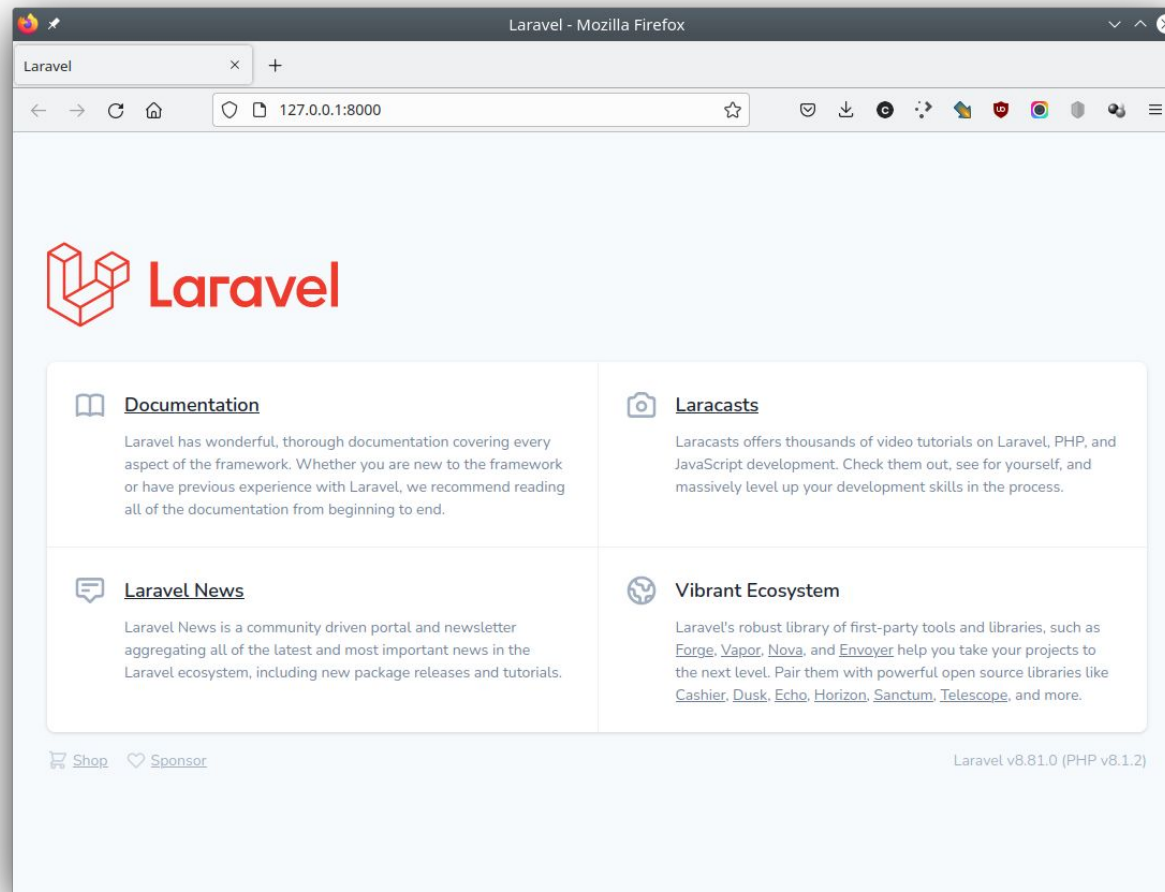 Laravel - Mozilla Firefox
Laravel
127.0.0.1:8000
Laravel
Documentation
Laravel has wonderful, thorough documentation covering every
aspect of the framework. Whether you are new to the framework
or have previous experience with Laravel, we recommend reading
all of the documentation from beginning to end.
Laracasts
Laracasts offers thousands of video tutorials on Laravel, PHP, and
JavaScript development. Check them out, see for yourself, and
massively level up your development skills in the process.
Laravel News
Laravel News is a community driven portal and newsletter
aggregating all of the latest and most important news in the
Laravel ecosystem, including new package releases and tutorials.
Vibrant Ecosystem
Laravel's robust library of first-party tools and libraries, such as
Forge, Vapor, Nova, and Envoyer help you take your projects to
the next level. Pair them with powerful open source libraries like
Cashier, Dusk, Echo, Horizon, Sanctum, Telescope, and more.
Shop Sponsor
Laravel v8.81.0 (PHP v8.1.2)